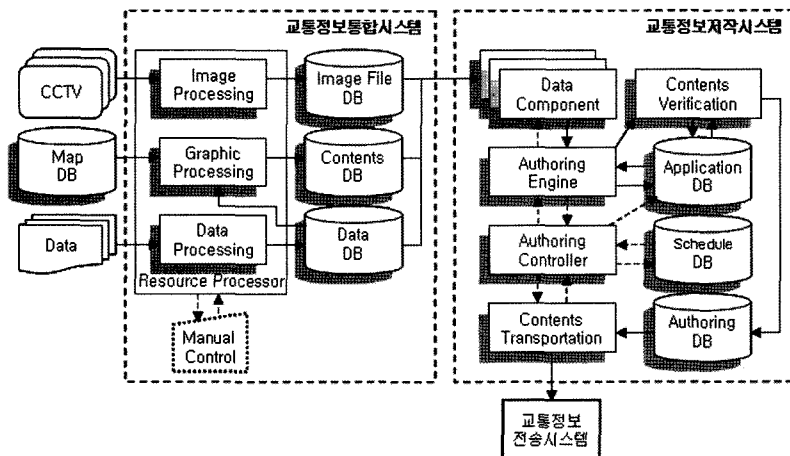 교통정보통합시스템
교통정보저작시스템
CCTV
Image
Processing
Image File
DB
Data
Component
Contents
Verification
Map
DB
Graphic
Processing
Contents
DB
Authoring
Engine
Application
DB
Data
Data
Processing
Data
DB
Authoring
Controller
Schedule
DB
Resource Processor
Manual
Control
Contents
Transportation
Authoring
DB
교통정보
전송시스템